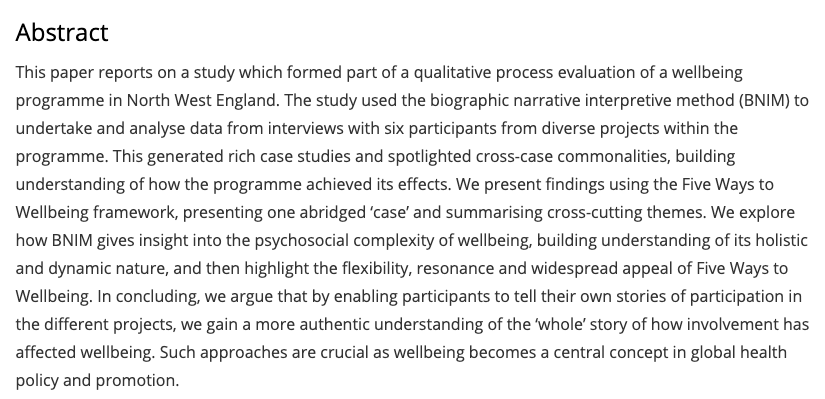 Abstract
This paper reports on a study which formed part of a qualitative process evaluation of a wellbeing
programme in North West England. The study used the biographic narrative interpretive method (BNIM) to
undertake and analyse data from interviews with six participants from diverse projects within the
programme. This generated rich case studies and spotlighted cross-case commonalities, building
understanding of how the programme achieved its effects. We present findings using the Five Ways to
Wellbeing framework, presenting one abridged ‘case’ and summarising cross-cutting themes. We explore
how BNIM gives insight into the psychosocial complexity of wellbeing, building understanding of its holistic
and dynamic nature, and then highlight the flexibility, resonance and widespread appeal of Five Ways to
Wellbeing. In concluding, we argue that by enabling participants to tell their own stories of participation in
the different projects, we gain a more authentic understanding of the ‘whole’ story of how involvement has
affected wellbeing. Such approaches are crucial as wellbeing becomes a central concept in global health
policy and promotion.